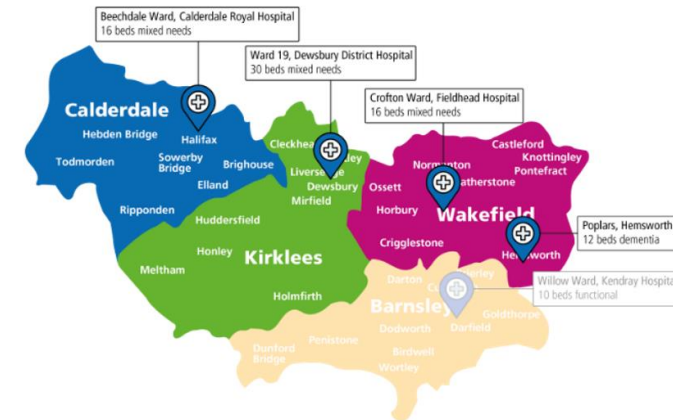 Beechdale Ward, Calderdale Royal Hospital
16 beds mixed needs
Ward 19, Dewsbury District Hospital
30 beds mixed needs
Crofton Ward, Fieldhead Hospital
16 beds mixed needs
Calderdale
Hebden Bridge
Halifax
Todmorden
Sowerby
Bridge
Brighouse
Elland
Ripponden
Liversedge
Dewsbury
Mirfield
Huddersfield
Honley
Kirklees
Meltham
Holmfirth
Castleford
Knottingley
Pontefract
Normanton
Ossett
Horbury
Wakefield
Crigglestone
Poplars, Hemsworth
12 beds dementia
Willow Ward, Kendray Hospital
10 beds functional
Darton
Barnsley
Goldthorpe
Dodworth
Darfield
Penistone
Dunford
Bridge
Birdwell
Wortley